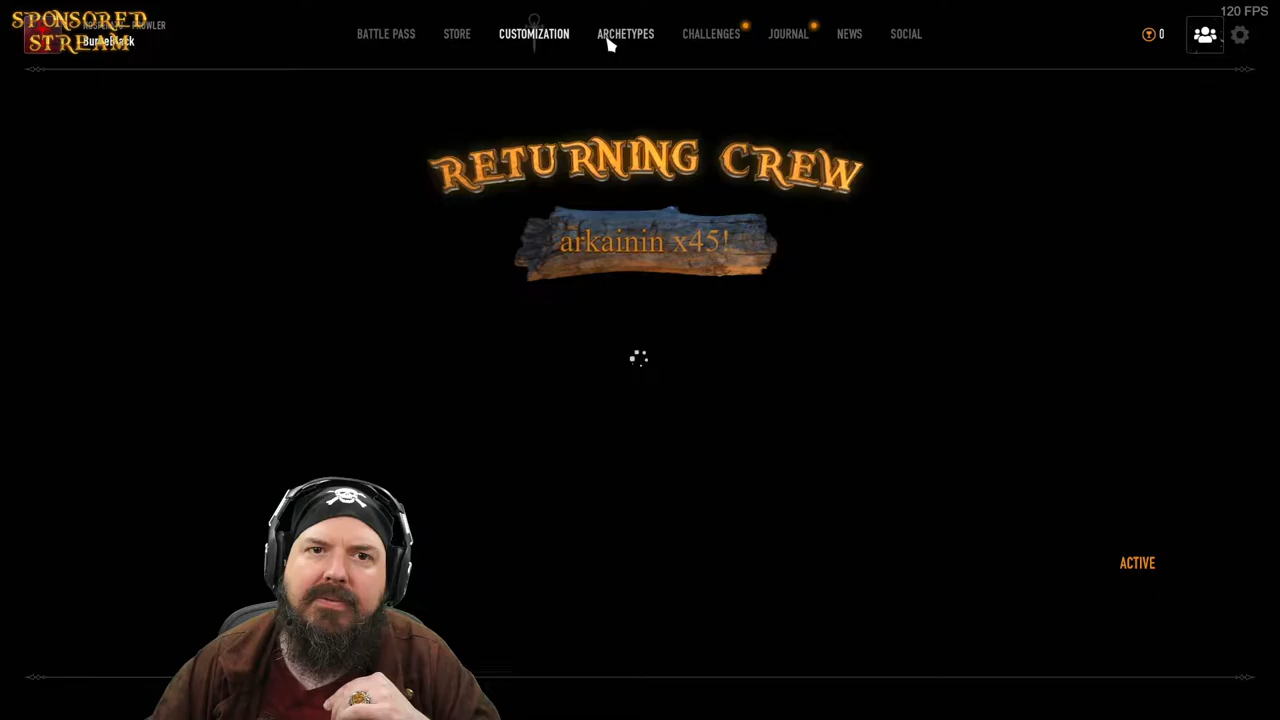 SPONSORED
STREAM
PROWLER
120 FPS
BATTLE PASS
STORE
CUSTOMIZATION
ARCHETYPES
CHALLENGES
JOURNAL
NEWS
SOCIAL
0
RETURNING CREW
arkainin x45!
ACTIVE